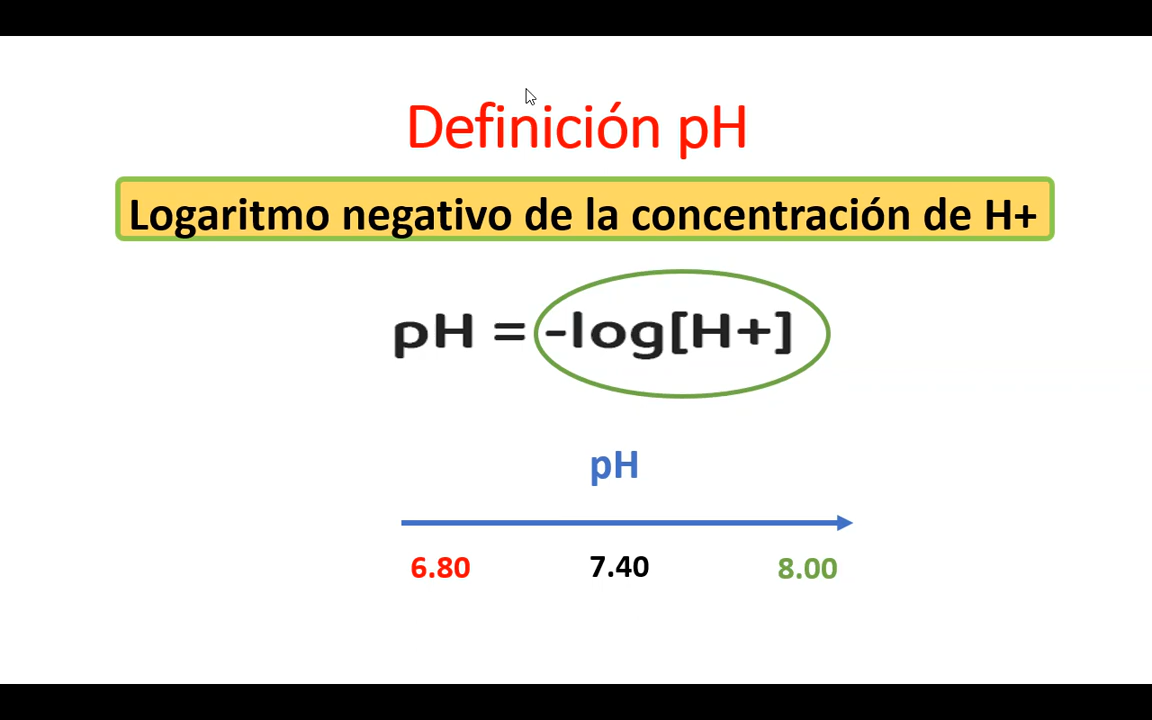 Definición pH
Logaritmo negativo de la concentración de H+
pH = -log[H+]
pH
6.80 7.40 8.00